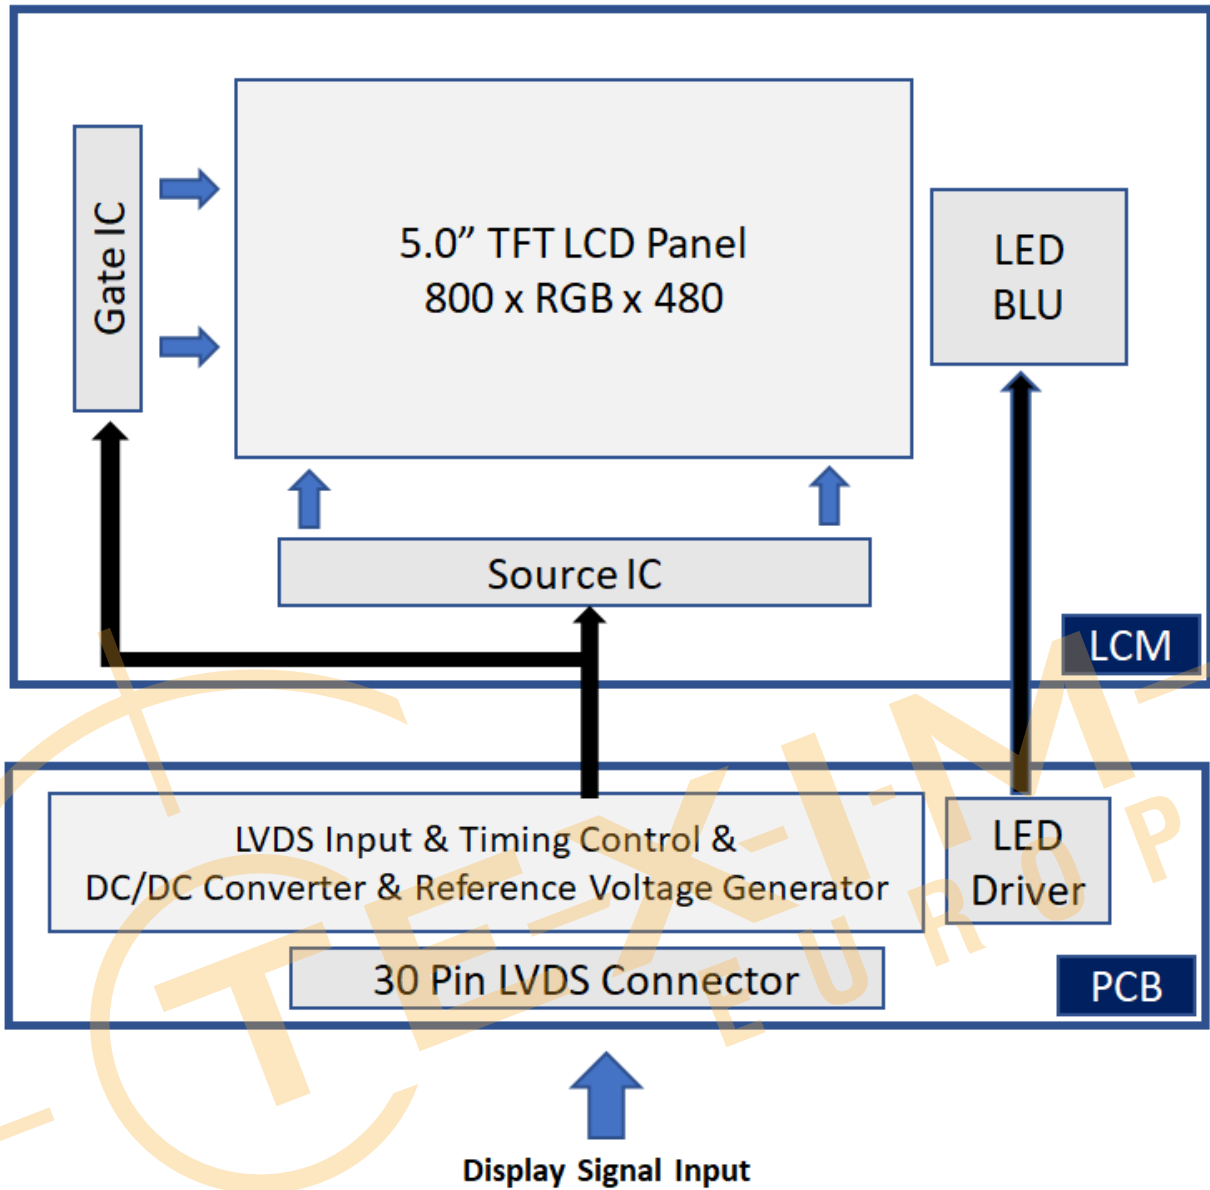 5.0” TFT LCD Panel
800 x RGB x 480
Gate IC
LED
BLU
Source IC
LCM
LVDS Input & Timing Control &
DC/DC Converter & Reference Voltage Generator
LED
Driver
30 Pin LVDS Connector
PCB
Display Signal Input
TEXIM
EUROP